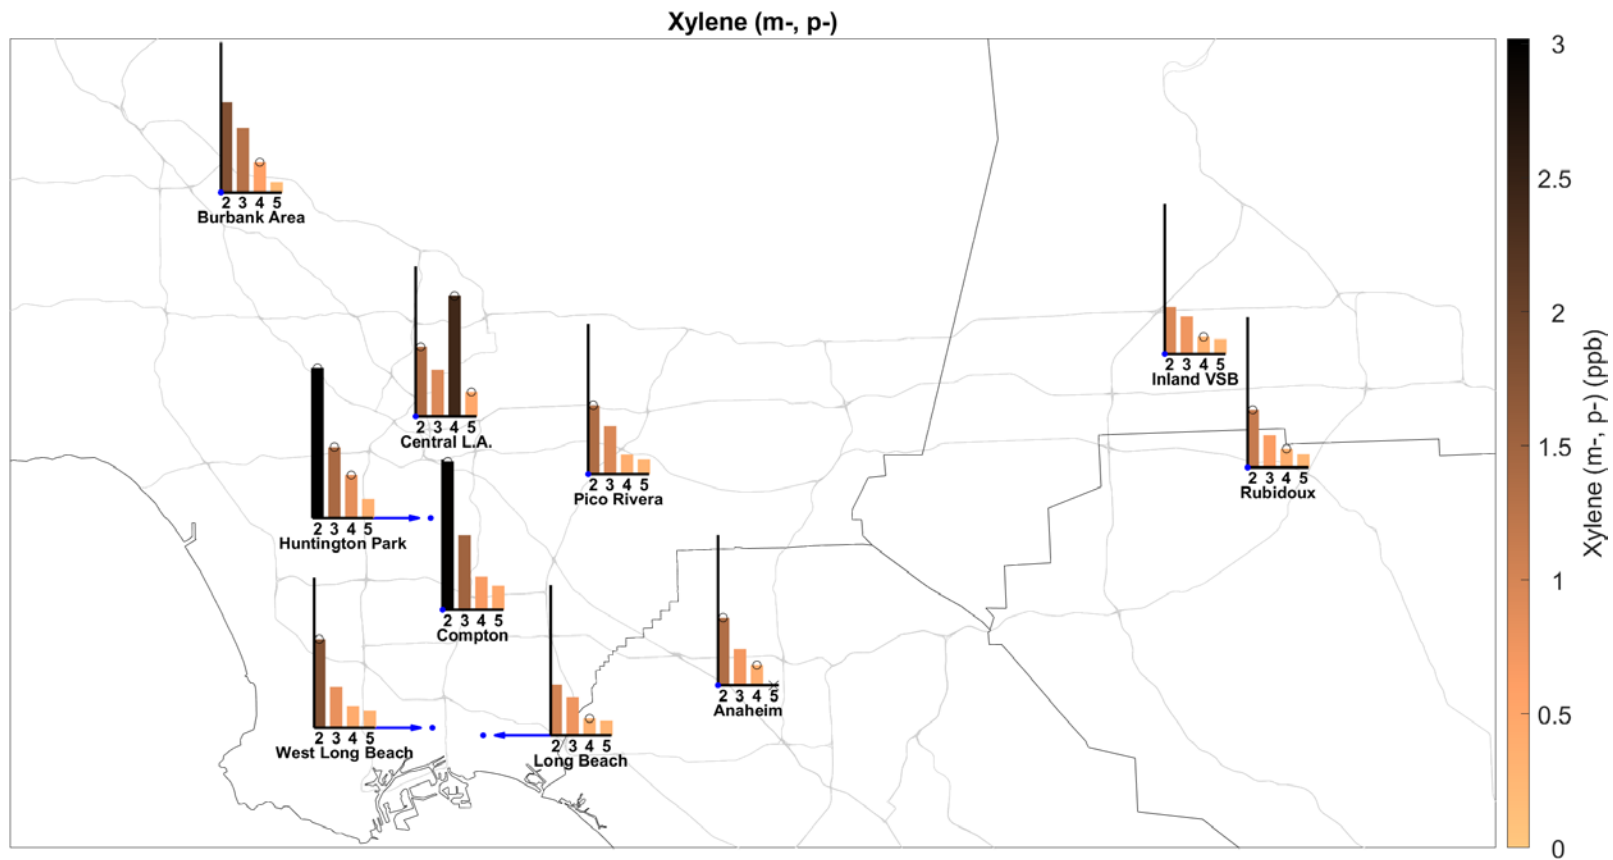 Xylene (m-, p-)
2 3 4 5
Burbank Area
2 3 4 5
Central L.A.
2 3 4 5
Inland VSB
2 3 4 5
Pico Rivera
2 3 4 5
Rubidoux
2 3 4 5
Huntington Park
2 3 4 5
Compton
2 3 4 5
Anaheim
2 3 4 5
West Long Beach
2 3 4 5
Long Beach
3
2.5
2
1.5
1
0.5
0
Xylene (m-, p-) (ppb)